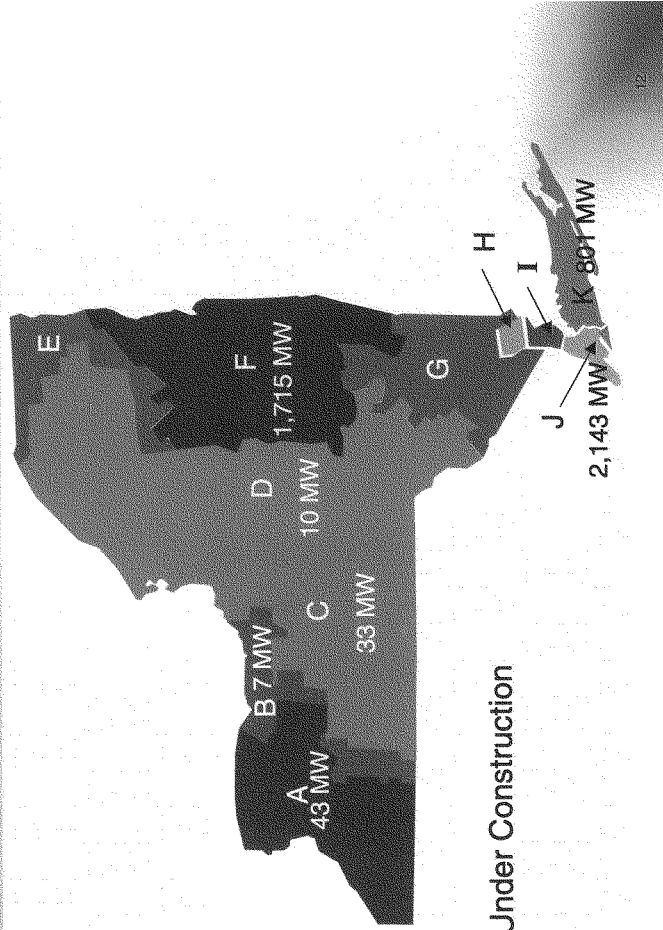 E
F
1,715 MW
D
10 MW
G
C
33 MW
B 7 MW
A
43 MW
H
I
K 801 MW
J
2,143 MW
Jnder Construction
12